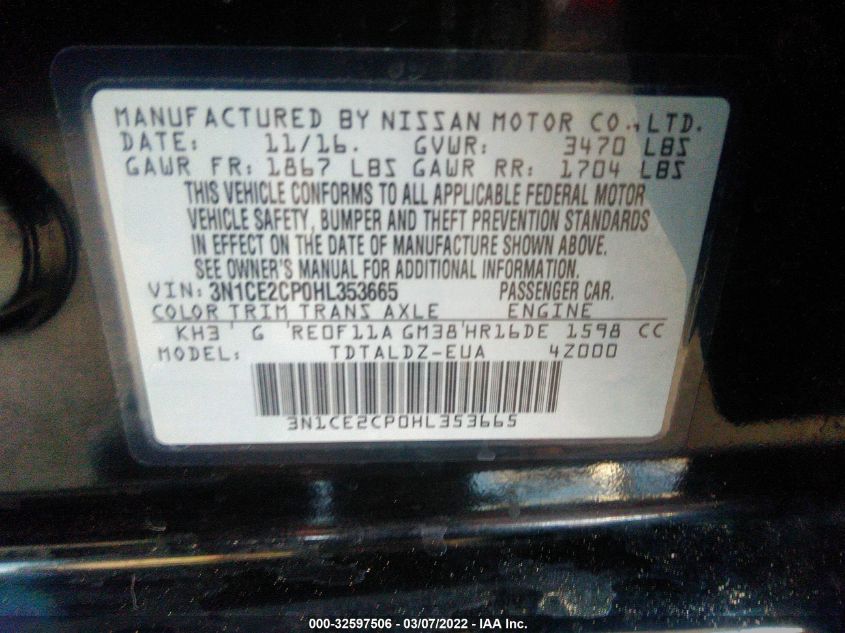 MANUFACTURED BY NISSAN MOTOR CO., LTD.
DATE: 11/16. GVWR: 3470 LBS
GAWR FR: 1867 LBS GAWR RR: 1704 LBS
THIS VEHICLE CONFORMS TO ALL APPLICABLE FEDERAL MOTOR
VEHICLE SAFETY, BUMPER AND THEFT PREVENTION STANDARDS
IN EFFECT ON THE DATE OF MANUFACTURE SHOWN ABOVE.
SEE OWNER'S MANUAL FOR ADDITIONAL INFORMATION.
VIN: 3N1CE2CP0HL353665 PASSENGER CAR.
COLOR TRIM TRANS AXLE ENGINE
KH3 G RE0F11A GM38 HR16DE 1598 CC
MODEL: TDTALDZ-EUA 4Z000
3N1CE2CP0HL353665
000-32597506 - 03/07/2022 - IAA Inc.